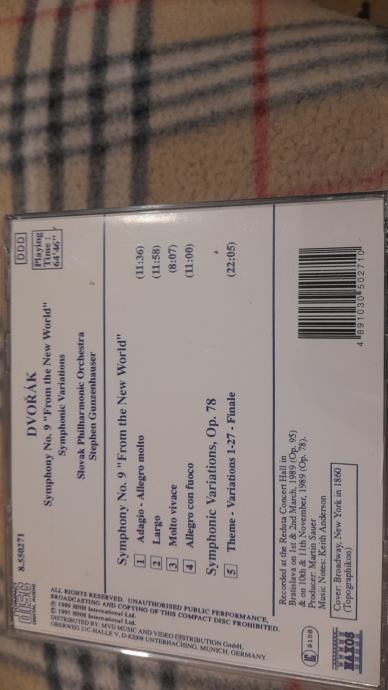 COMPACT
disc
DIGITAL AUDIO
8.550271
DVOŘÁK
DDD
Symphony No. 9 "From the New World"
Symphonic Variations
Playing
Time :
64'46"
Slovak Philharmonic Orchestra
Stephen Gunzenhauser
Symphony No. 9 "From the New World"
1 Adagio - Allegro molto (11:36)
2 Largo (11:58)
3 Molto vivace (8:07)
4 Allegro con fuoco (11:00)
Symphonic Variations, Op. 78
5 Theme - Variations 1-27 - Finale (22:05)
Recorded at the Reduta Concert Hall in
Bratislava on 1st & 2nd March, 1989 (Op. 95)
& on 10th & 11th November, 1989 (Op. 78).
Producer: Martin Sauer
Music Notes: Keith Anderson
Cover: Broadway, New York in 1860
(Topographikon)
4 891030 502710
ALL RIGHTS RESERVED. UNAUTHORISED PUBLIC PERFORMANCE,
BROADCASTING AND COPYING OF THIS COMPACT DISC PROHIBITED.
℗ 1989 HNH International Ltd.
© 1989 HNH International Ltd.
DISTRIBUTED BY: MVD MUSIC AND VIDEO DISTRIBUTION GmbH,
OBERWEG 21C-HALLE V, D-82008 UNTERHACHING, MUNICH, GERMANY.
9158
NAXOS